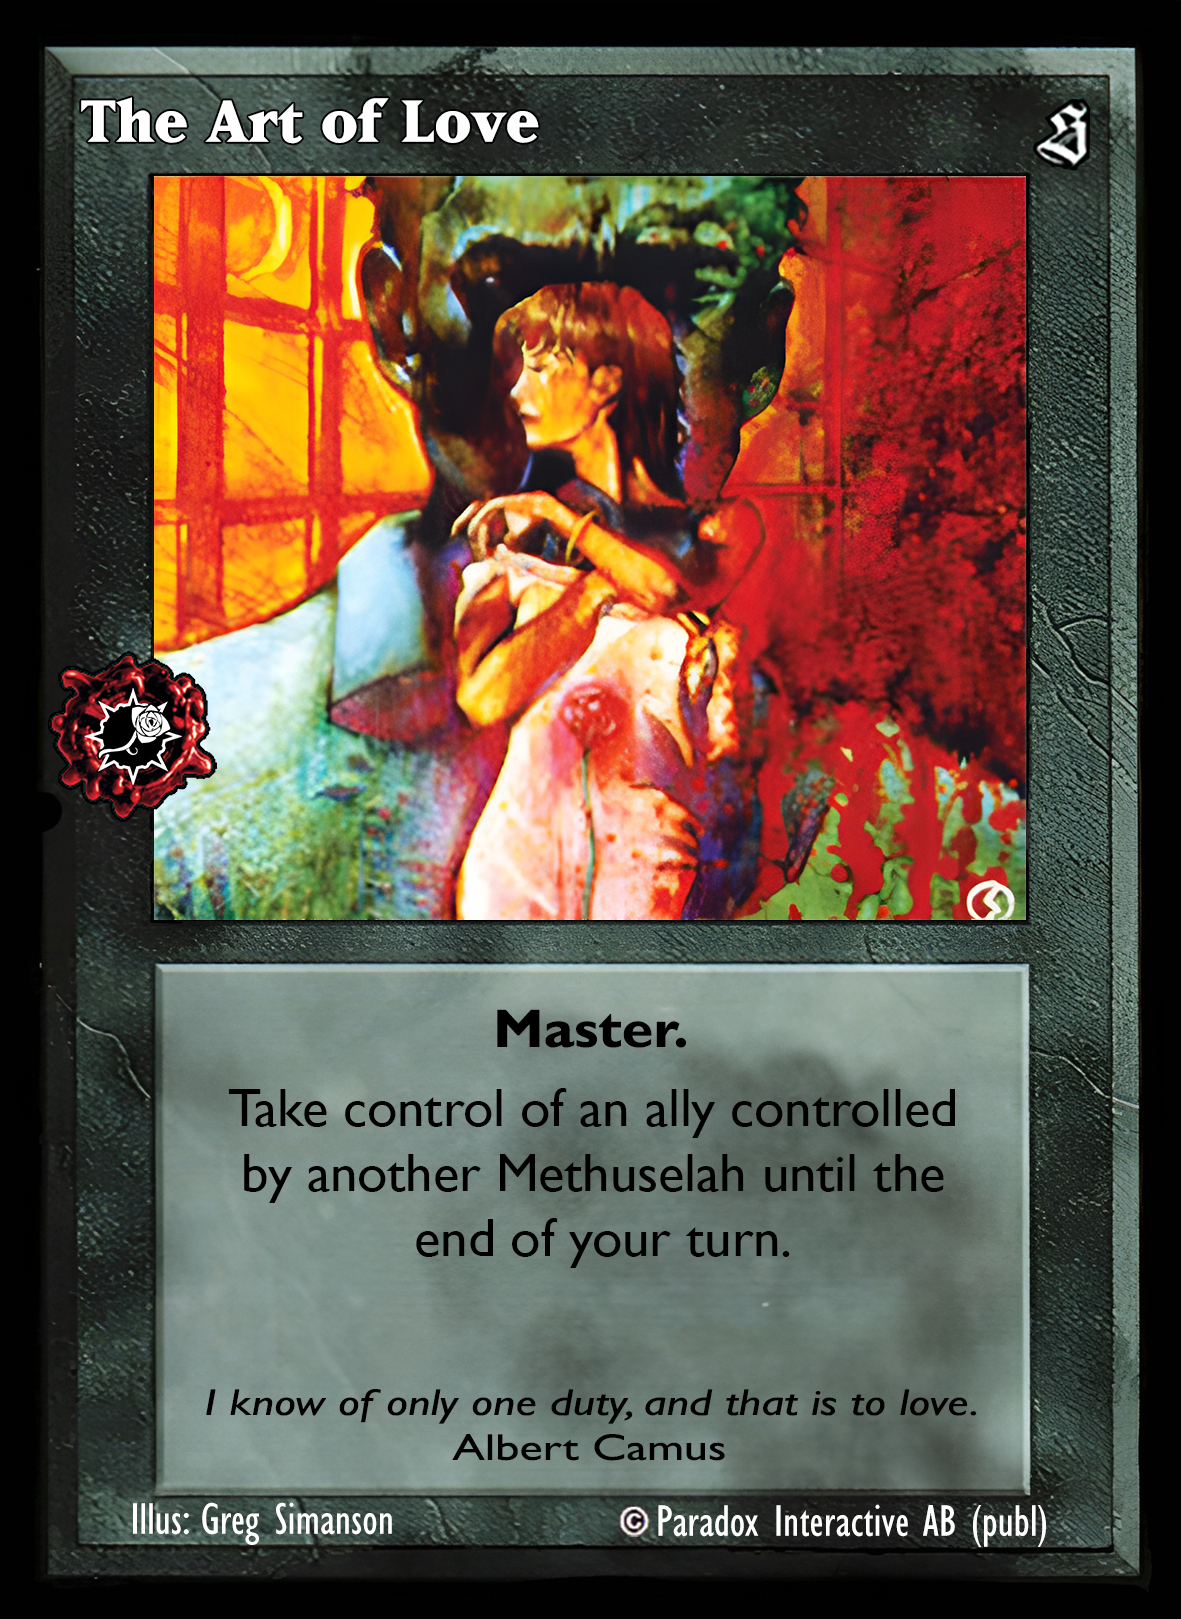 The Art of Love
Master.
Take control of an ally controlled
by another Methuselah until the
end of your turn.
I know of only one duty, and that is to love.
Albert Camus
Illus: Greg Simanson
© Paradox Interactive AB (publ)